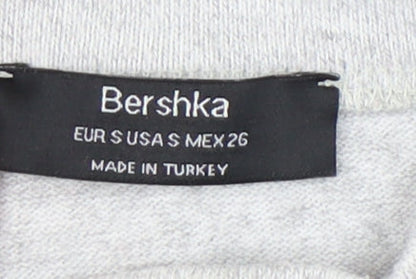 Bershka
EUR S USA S MEX 26
MADE IN TURKEY